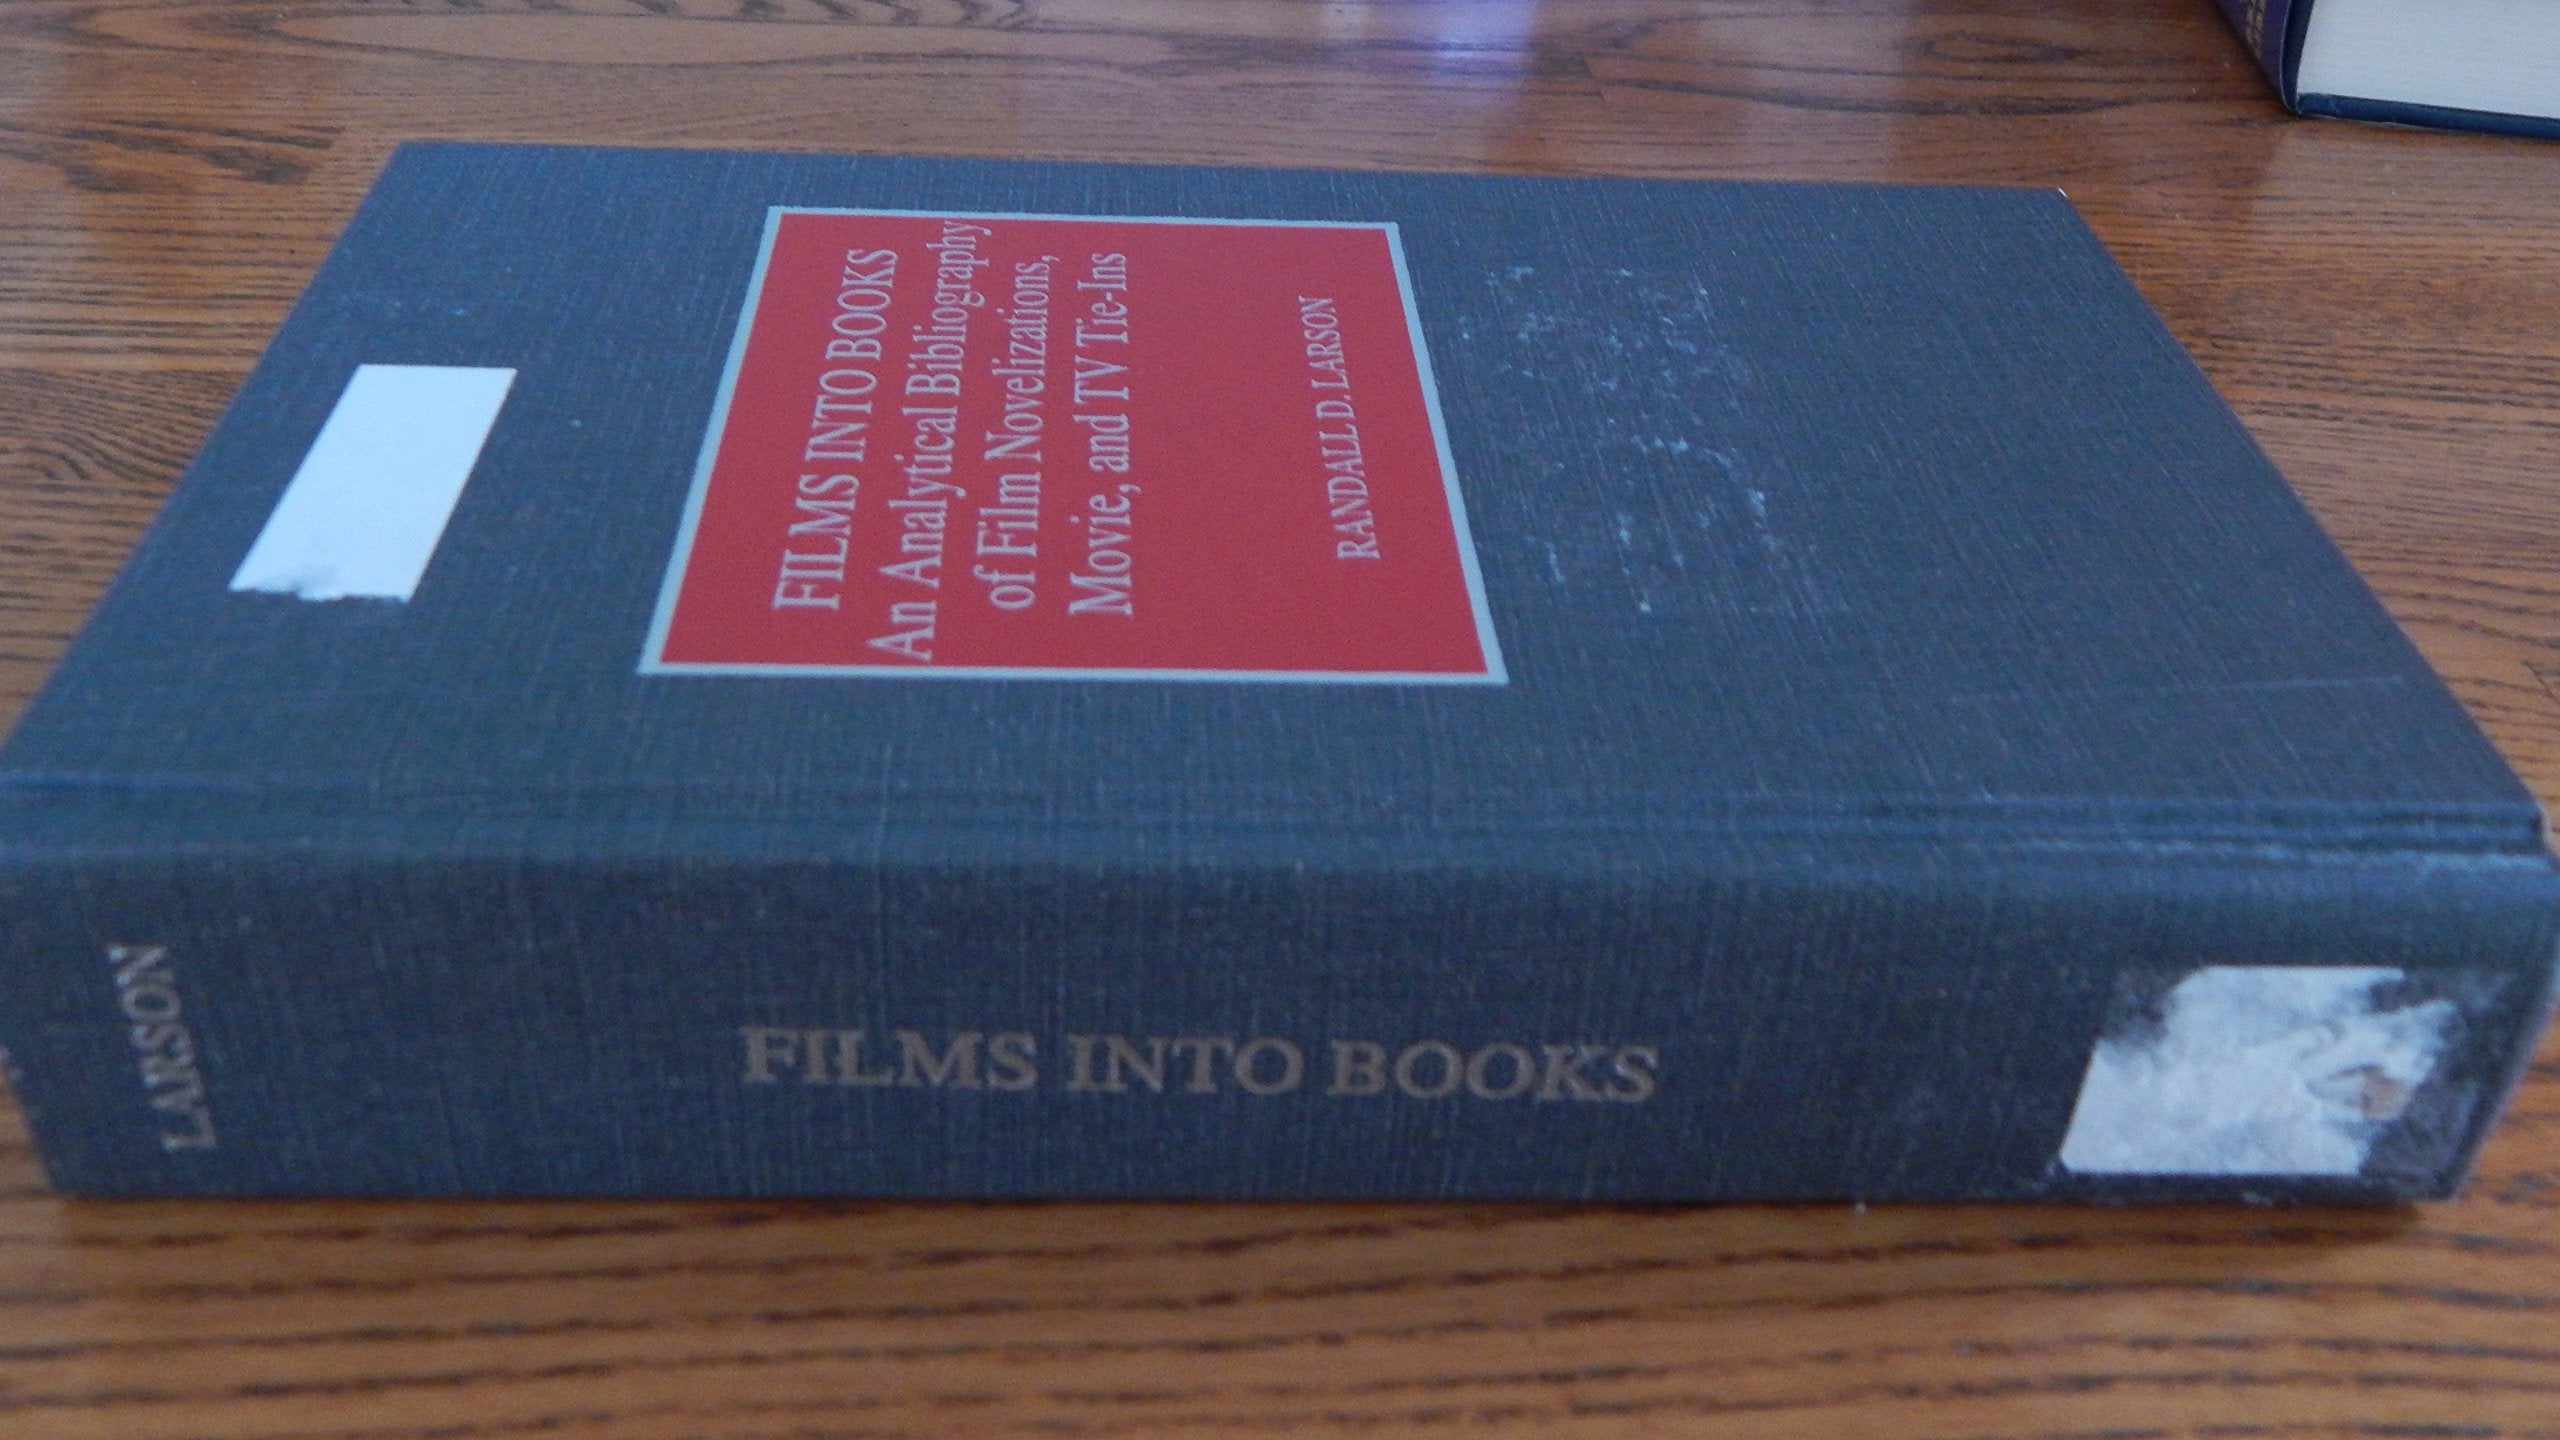 FILMS INTO BOOKS
An Analytical Bibliography
of Film Novelizations,
Movie, and TV Tie-Ins
RANDALL D. LARSON
LARSON
FILMS INTO BOOKS